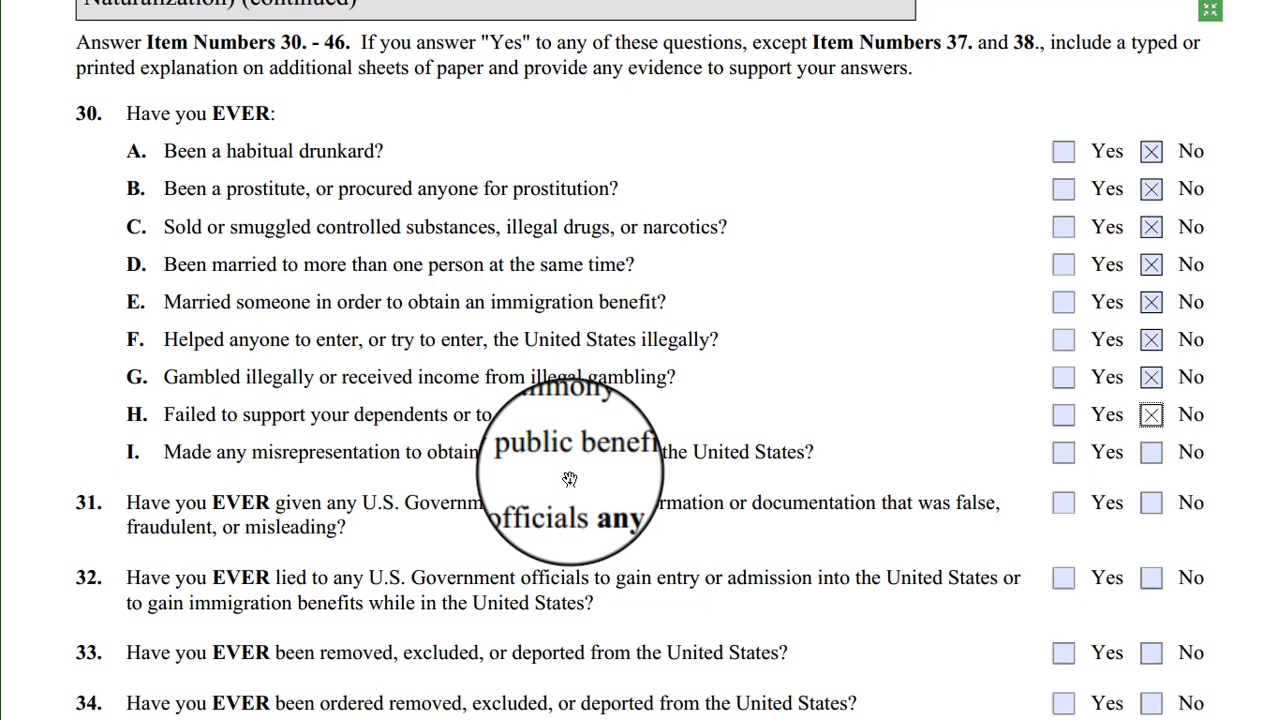 Naturalization) (continued)
Answer Item Numbers 30. - 46. If you answer "Yes" to any of these questions, except Item Numbers 37. and 38., include a typed or
printed explanation on additional sheets of paper and provide any evidence to support your answers.
30. Have you EVER:
A. Been a habitual drunkard? Yes No
B. Been a prostitute, or procured anyone for prostitution? Yes No
C. Sold or smuggled controlled substances, illegal drugs, or narcotics? Yes No
D. Been married to more than one person at the same time? Yes No
E. Married someone in order to obtain an immigration benefit? Yes No
F. Helped anyone to enter, or try to enter, the United States illegally? Yes No
G. Gambled illegally or received income from illegal gambling? Yes No
H. Failed to support your dependents or to Yes No
I. Made any misrepresentation to obtain public the United States? Yes No
31. Have you EVER given any U.S. officials any or documentation that was false, Yes No
fraudulent, or misleading?
32. Have you EVER lied to any U.S. Government officials to gain entry or admission into the United States or Yes No
to gain immigration benefits while in the United States?
33. Have you EVER been removed, excluded, or deported from the United States? Yes No
34. Have you EVER been ordered removed, excluded, or deported from the United States? Yes No